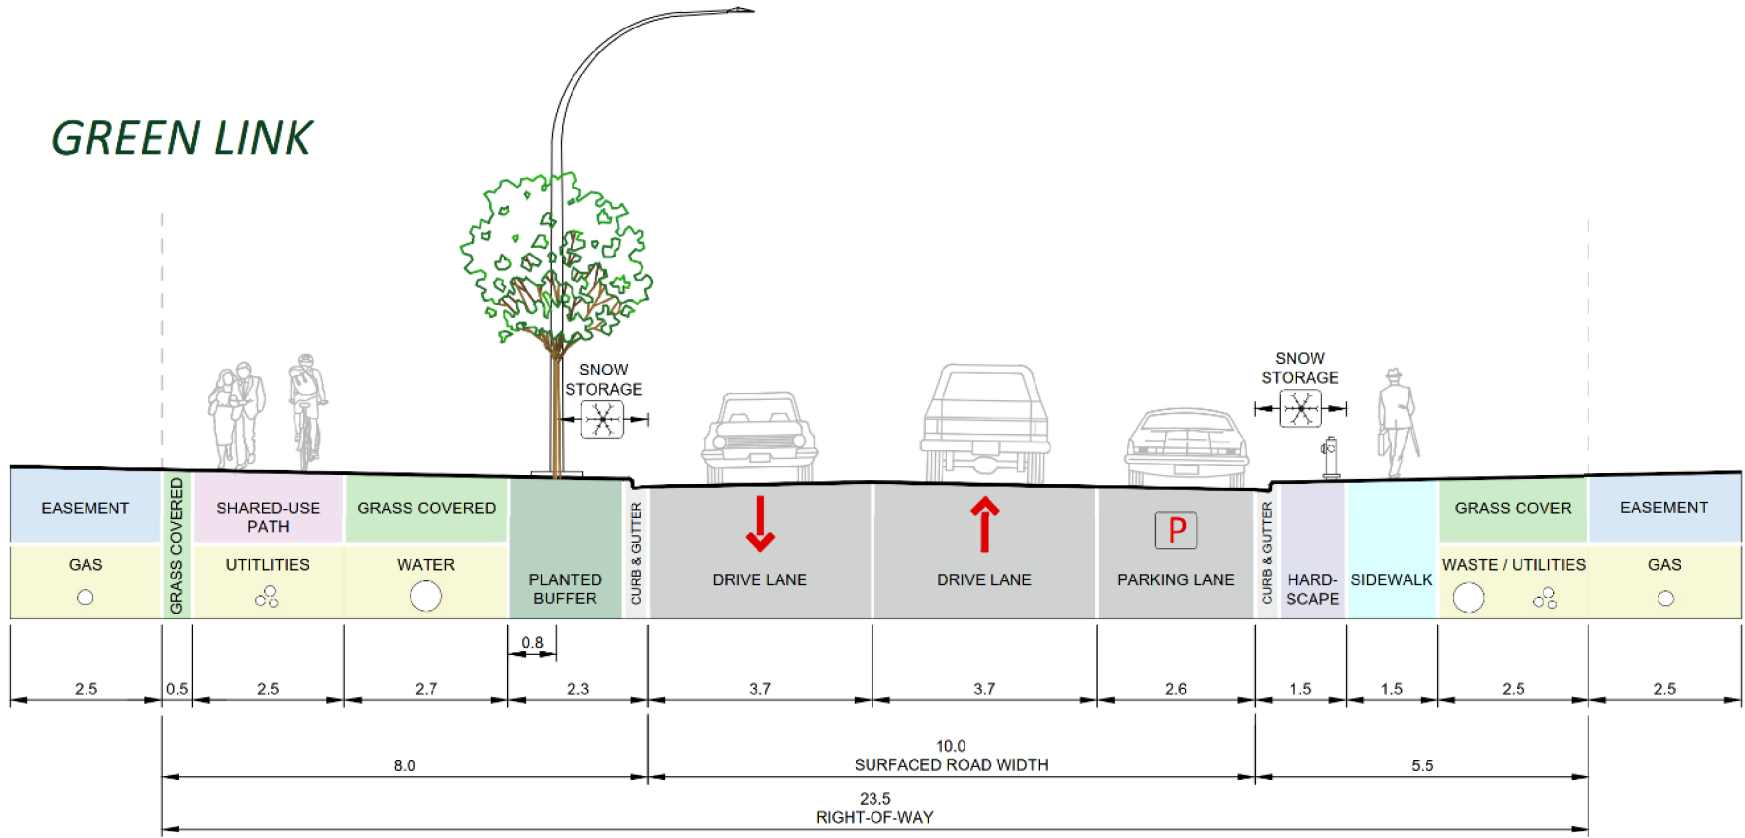 GREEN LINK
SNOW
STORAGE
SNOW
STORAGE
EASEMENT
GRASS COVERED
SHARED-USE
PATH
GRASS COVERED
PLANTED
BUFFER
CURB & GUTTER
DRIVE LANE
DRIVE LANE
P
PARKING LANE
CURB & GUTTER
HARD-
SCAPE
SIDEWALK
GRASS COVER
EASEMENT
GAS
UTITLITIES
WATER
WASTE / UTILITIES
GAS
0.8
2.5
0.5
2.5
2.7
2.3
3.7
3.7
2.6
1.5
1.5
2.5
2.5
8.0
10.0
SURFACED ROAD WIDTH
5.5
23.5
RIGHT-OF-WAY